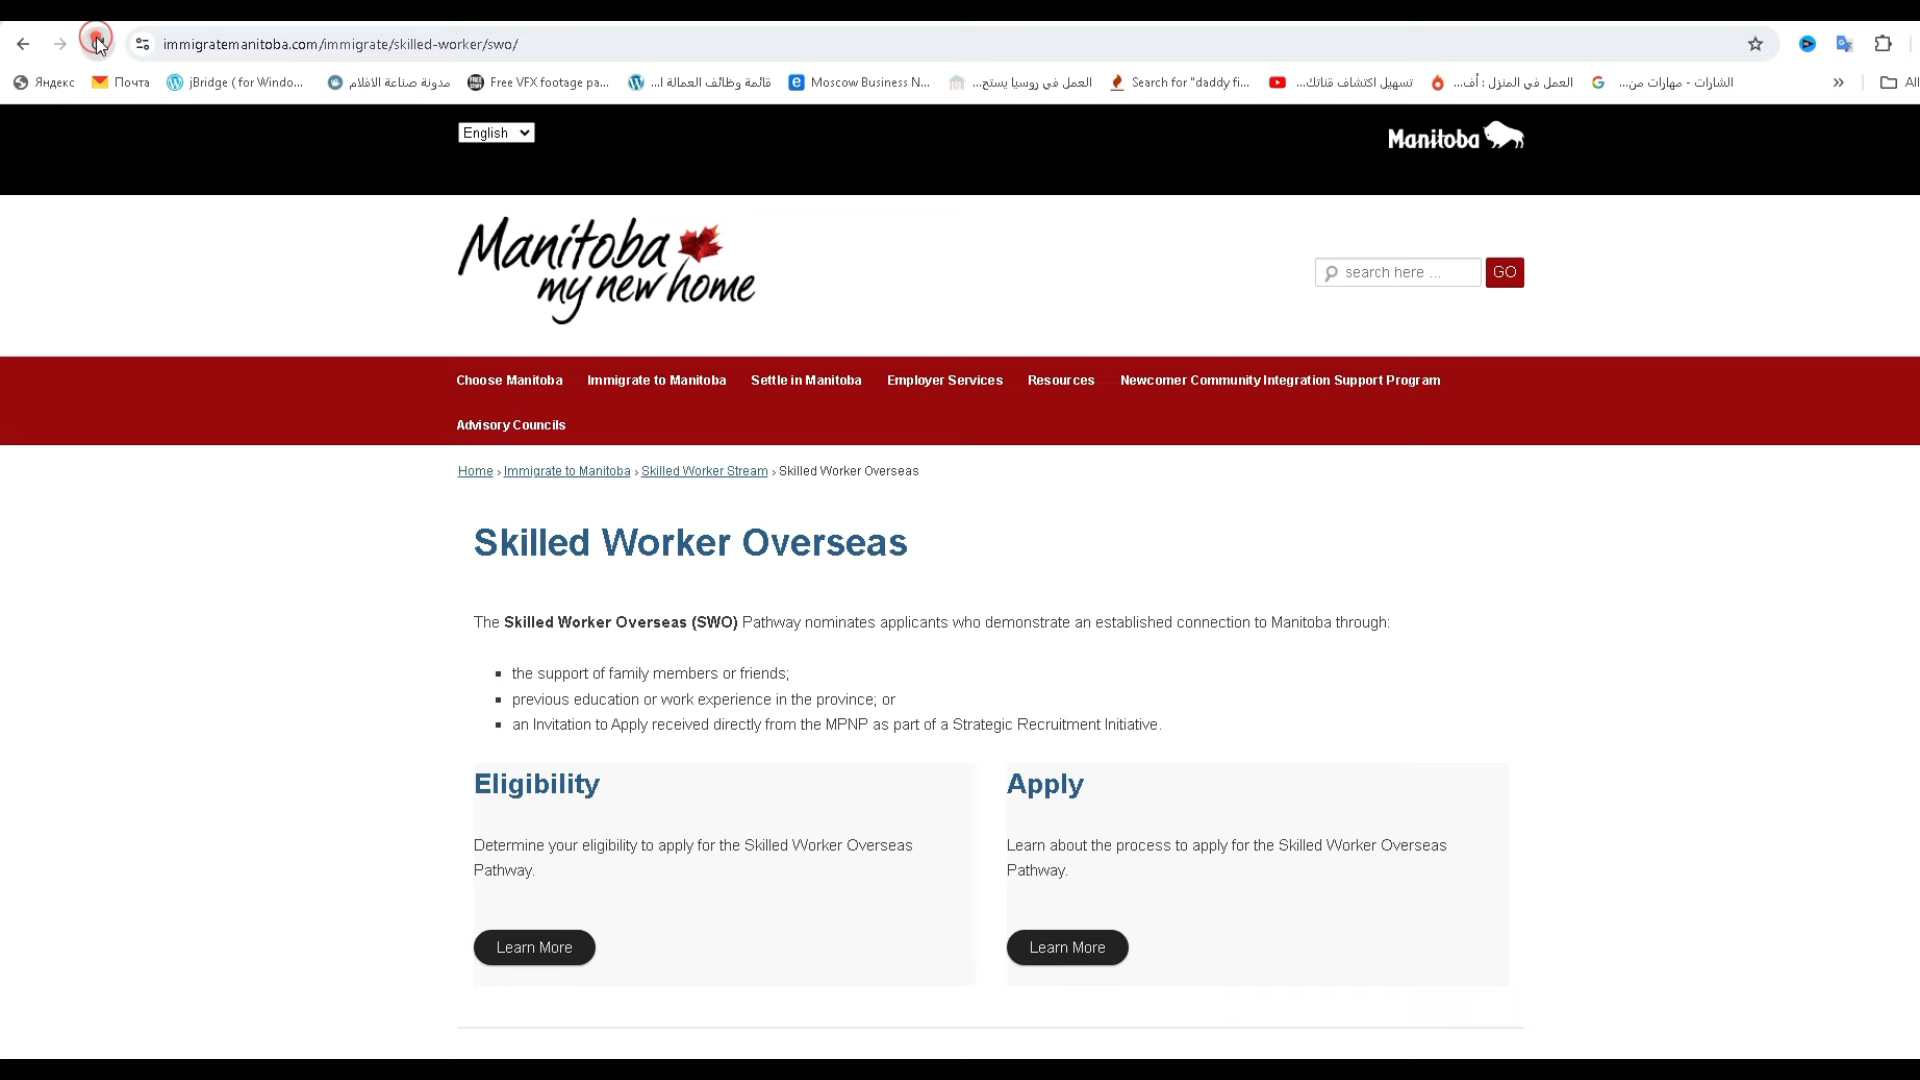 immigratemanitoba.com/immigrate/skilled-worker/swo/
Яндекс Почта jBridge ( for Windo... مدونة صناعة الافلام Free VFX footage pa... قائمة وظائف العمالة ا... Moscow Business N... العمل في روسيا يستح... Search for "daddy fi... تسهيل اكتشاف قناتك... العمل في المنزل : أف... الشارات - مهارات من... » All
English
Manitoba
Manitoba
my new home
search here ... GO
Choose Manitoba Immigrate to Manitoba Settle in Manitoba Employer Services Resources Newcomer Community Integration Support Program
Advisory Councils
Home › Immigrate to Manitoba › Skilled Worker Stream › Skilled Worker Overseas
Skilled Worker Overseas
The Skilled Worker Overseas (SWO) Pathway nominates applicants who demonstrate an established connection to Manitoba through:
the support of family members or friends;
previous education or work experience in the province; or
an Invitation to Apply received directly from the MPNP as part of a Strategic Recruitment Initiative.
Eligibility
Determine your eligibility to apply for the Skilled Worker Overseas
Pathway.
Learn More
Apply
Learn about the process to apply for the Skilled Worker Overseas
Pathway.
Learn More